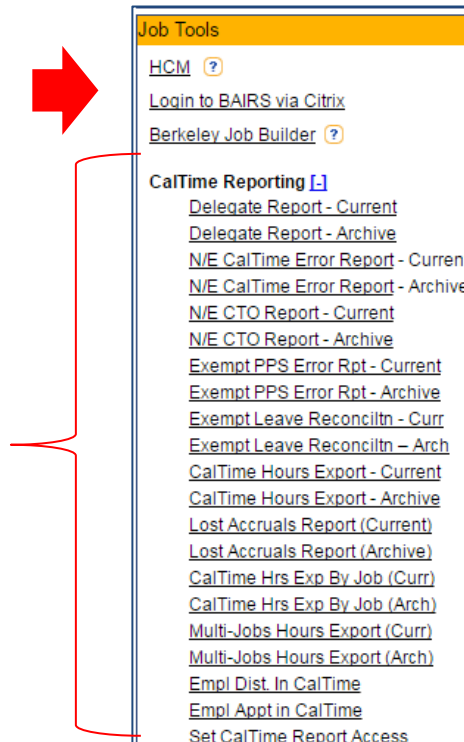 Job Tools
HCM ?
Login to BAIRS via Citrix
Berkeley Job Builder ?
CalTime Reporting [-]
Delegate Report - Current
Delegate Report - Archive
N/E CalTime Error Report - Curren
N/E CalTime Error Report - Archive
N/E CTO Report - Current
N/E CTO Report - Archive
Exempt PPS Error Rpt - Current
Exempt PPS Error Rpt - Archive
Exempt Leave Reconciltn - Curr
Exempt Leave Reconciltn – Arch
CalTime Hours Export - Current
CalTime Hours Export - Archive
Lost Accruals Report (Current)
Lost Accruals Report (Archive)
CalTime Hrs Exp By Job (Curr)
CalTime Hrs Exp By Job (Arch)
Multi-Jobs Hours Export (Curr)
Multi-Jobs Hours Export (Arch)
Empl Dist. In CalTime
Empl Appt in CalTime
Set CalTime Report Access